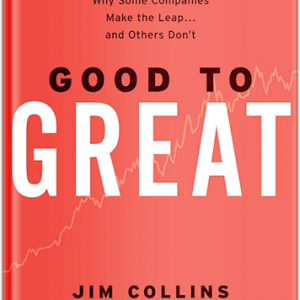 Why Some Companies
Make the Leap...
and Others Don't
GOOD TO
GREAT
JIM COLLINS